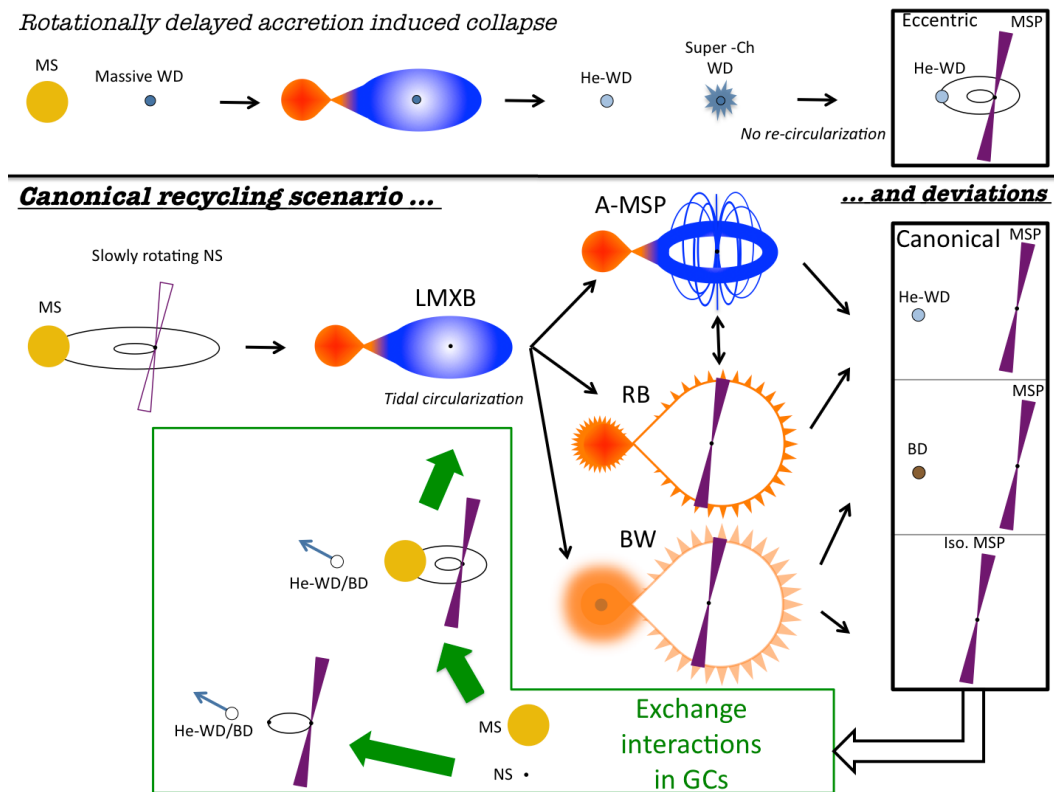 Rotationally delayed accretion induced collapse
MS
Massive WD
He-WD
Super -Ch
WD
No re-circularization
Eccentric
MSP
He-WD
Canonical recycling scenario ...
... and deviations
Slowly rotating NS
MS
LMXB
Tidal circularization
A-MSP
RB
BW
Canonical
MSP
He-WD
MSP
BD
Iso. MSP
He-WD/BD
He-WD/BD
MS
NS
Exchange
interactions
in GCs